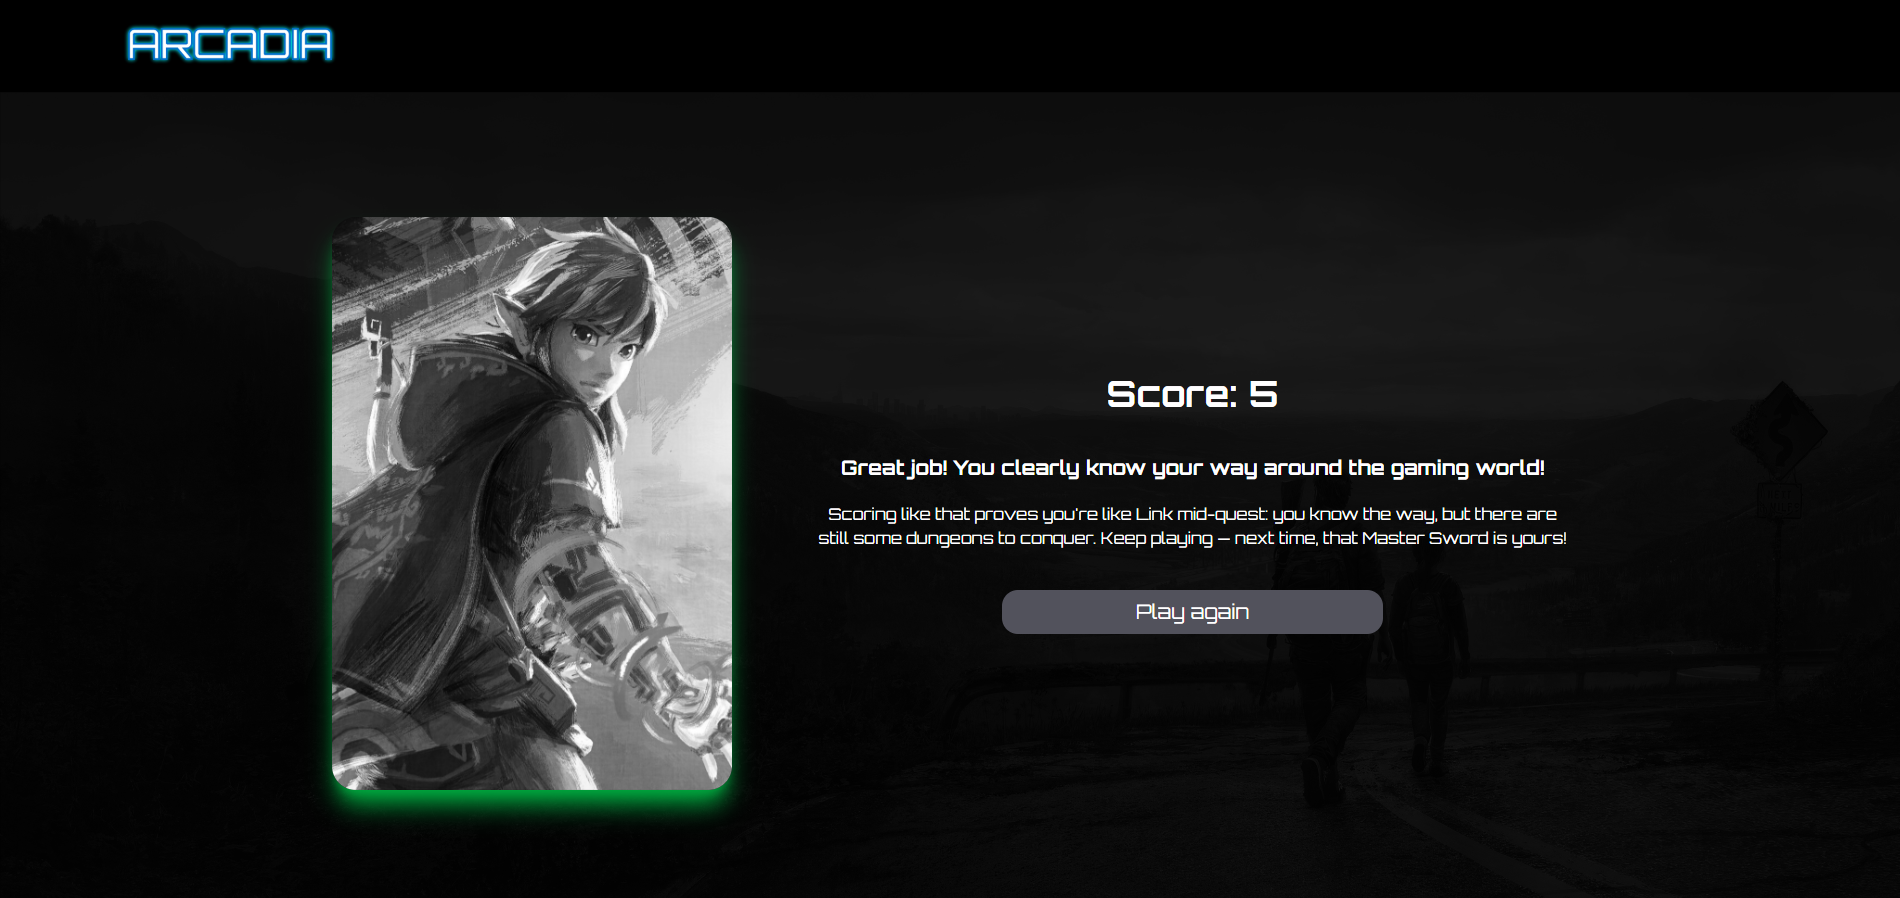 ARCADIA
Score: 5
Great job! You clearly know your way around the gaming world!
Scoring like that proves you're like Link mid-quest: you know the way, but there are
still some dungeons to conquer. Keep playing – next time, that Master Sword is yours!
Play again